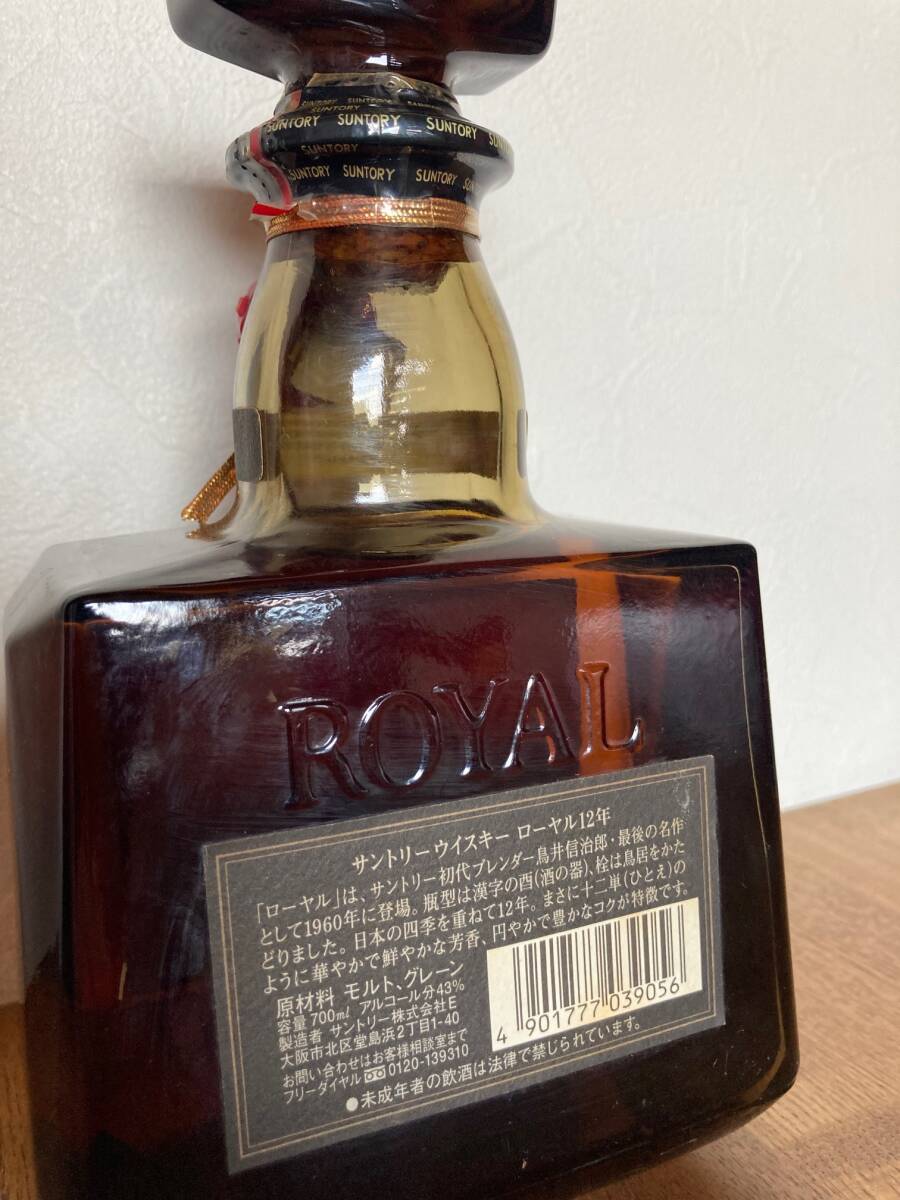 SUNTORY SUNTORY SUNTORY
SUNTORY
SUNTORY SUNTORY SUNTORY
SUNTORY
SUNTORY SUNTORY SUNTORY SUN
ROYAL
サントリーウイスキー ローヤル12年
「ローヤル」は、サントリー初代ブレンダー鳥井信治郎・最後の名作
として1960年に登場。瓶型は漢字の酉(酒の器)、栓は鳥居をかた
どりました。日本の四季を重ねて12年。まさに十二単(ひとえ)の
ように華やかで鮮やかな芳香、円やかで豊かなコクが特徴です。
原材料 モルト、グレーン
容量 700ml アルコール分43%
製造者 サントリー株式会社E
大阪市北区堂島浜2丁目1-40
お問い合わせはお客様相談室まで
フリーダイヤル 0120-139310
4 901777 039056
●未成年者の飲酒は法律で禁じられています。